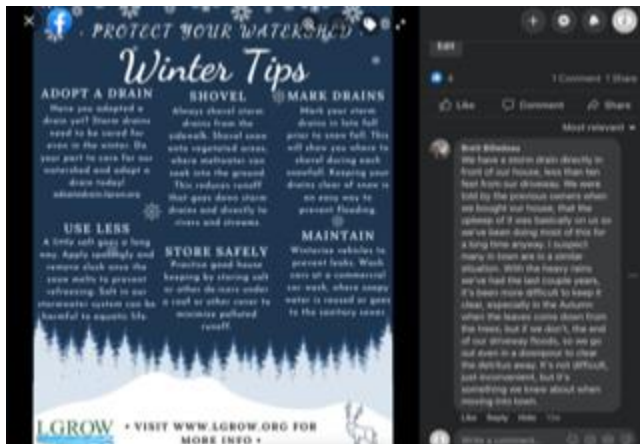 • PROTECT YOUR WATERSHED •
Winter Tips
ADOPT A DRAIN
Have you adopted a
drain yet? Storm drains
need to be cared for
even in the winter. Do
your part to care for our
watershed and adopt a
drain today!
adoptadrain.lgrow.org
SHOVEL
Always shovel storm
drains from the
sidewalk. Shovel snow
onto vegetated areas,
where meltwater can
soak into the ground.
This reduces runoff
that goes down storm
drains and directly to
rivers and streams.
MARK DRAINS
Mark your storm
drains in late fall
prior to snow fall. This
will show you where to
shovel during each
snowfall. Keeping your
drains clear of snow is
an easy way to
prevent flooding.
USE LESS
A little salt goes a long
way. Apply sparingly and
remove slush once the
snow melts to prevent
refreezing. Salt in our
stormwater system can be
harmful to aquatic life.
STORE SAFELY
Practice good house
keeping by storing salt
or other de-icers under
a roof or other cover to
minimize polluted
runoff.
MAINTAIN
Winterize vehicles to
prevent leaks. Wash
cars at a commercial
car wash, where soapy
water is reused or goes
to the sanitary sewer.
LGROW
• VISIT WWW.LGROW.ORG FOR
MORE INFO •
Edit
1 Comment 1 Share
Like Comment Share
Most relevant
Brett
We have a storm drain directly in
front of our house, less than ten
feet from our driveway. We were
told by the previous owners when
we bought our house, that the
upkeep of it was basically on us so
we've been doing most of this for
a long time anyway. I suspect
many in town are in a similar
situation. With the heavy rains
we've had the last couple years,
it's been more difficult to keep it
clear, especially in the Autumn
when the leaves come down from
the trees, but if we don't, the end
of our driveway floods, so we go
out even in a downpour to clear
the detritus away. It's not difficult,
just inconvenient, but it's
something we knew about when
moving into town.
Like Reply Hide
Write a comment...